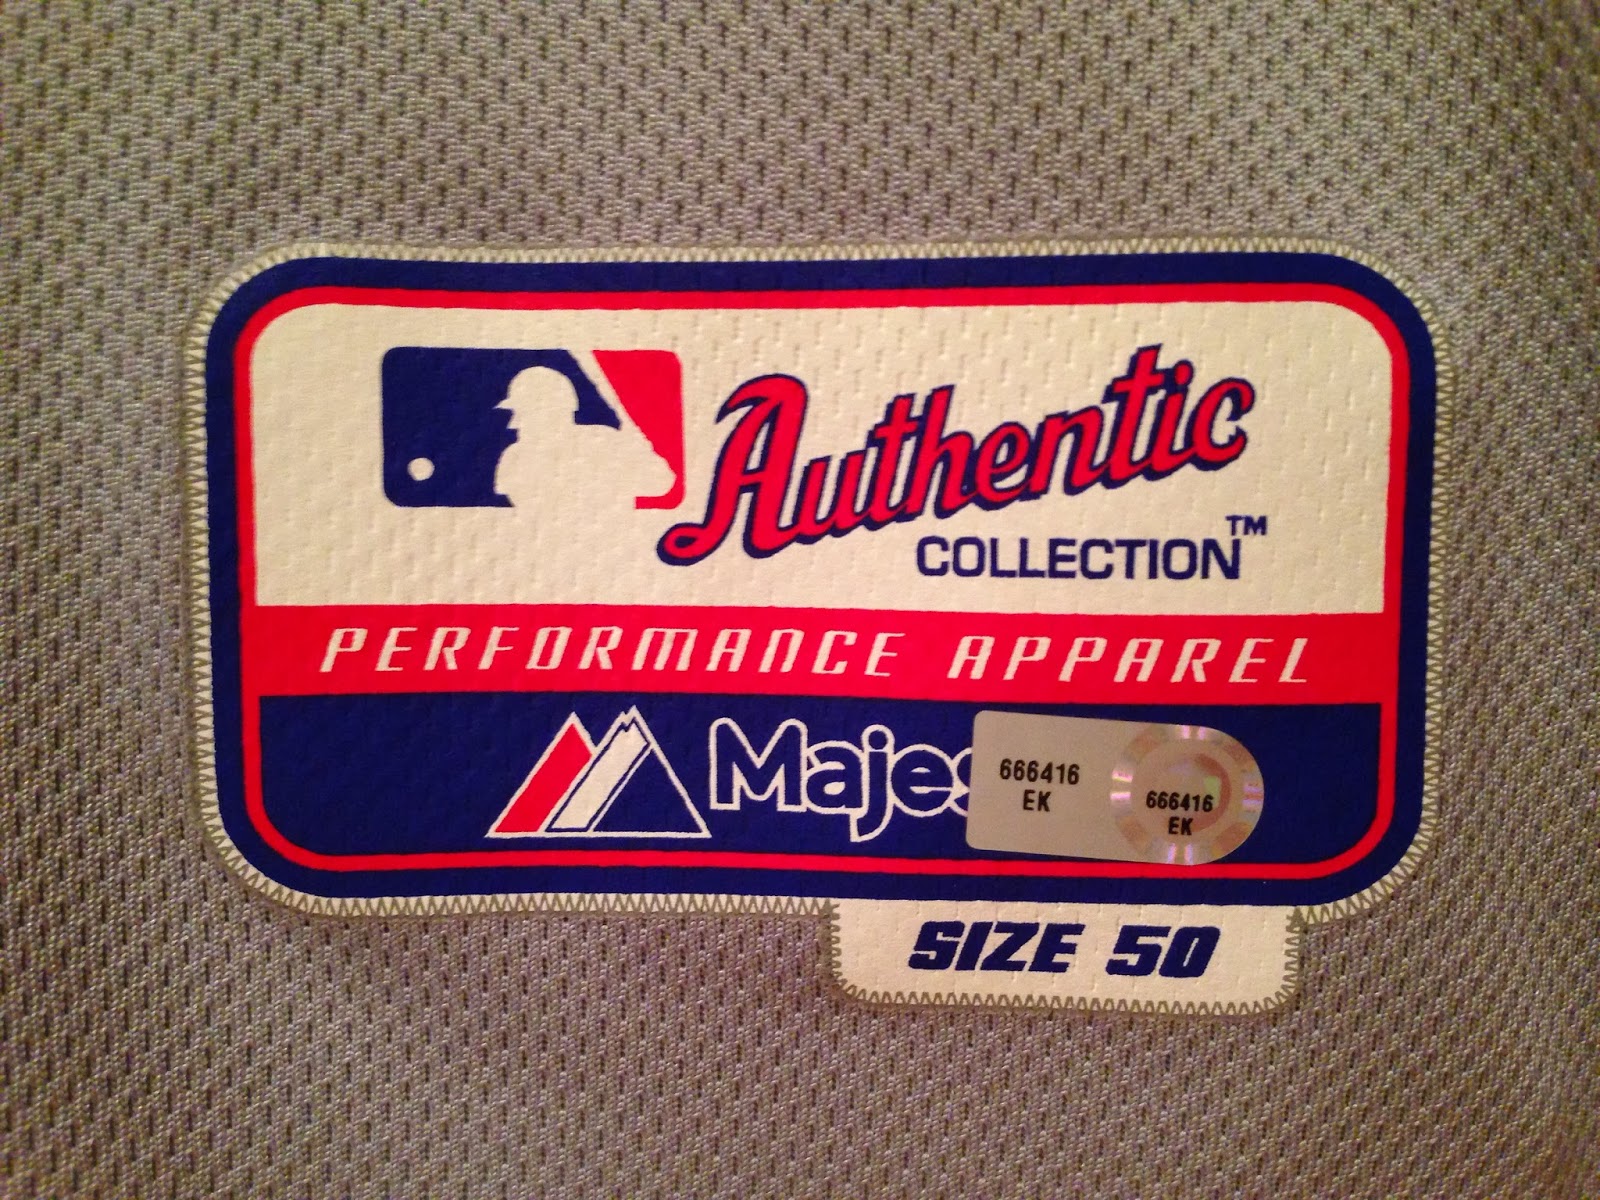 Authentic
COLLECTION™
PERFORMANCE APPAREL
Majes
666416
EK
666416
EK
SIZE 50